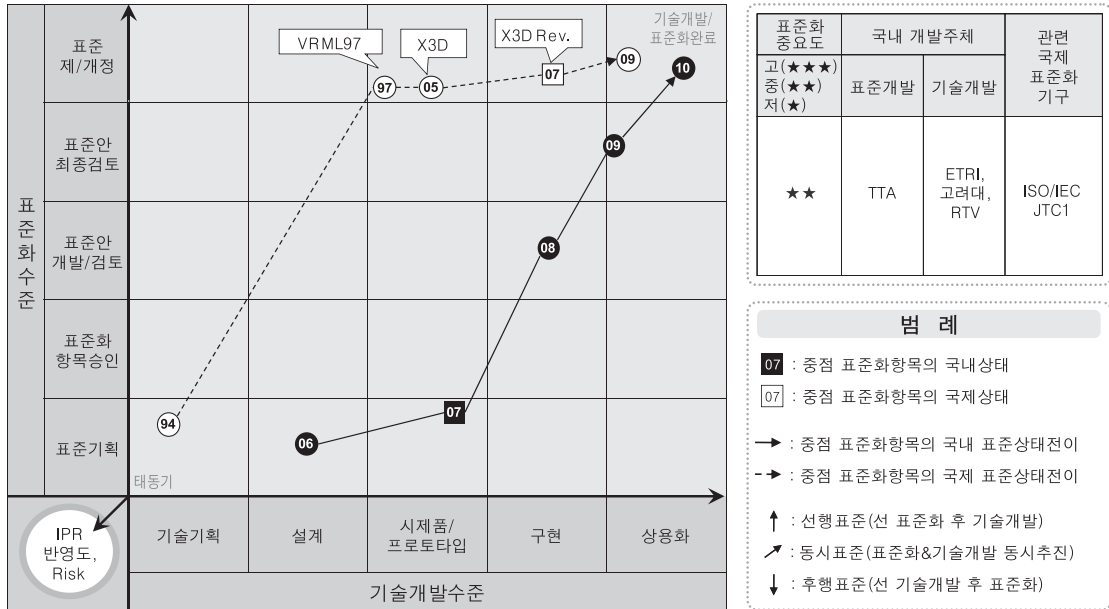 표준화수준
표준
제/개정
표준안
최종검토
표준안
개발/검토
표준화
항목승인
표준기획
VRML97
X3D
X3D Rev.
기술개발/
표준화완료
97
05
07
09
10
09
08
94
06
07
태동기
IPR
반영도,
Risk
기술기획
설계
시제품/
프로토타입
구현
상용화
기술개발수준
표준화
중요도
국내 개발주체
관련
국제
표준화
기구
고(★★★)
중(★★)
저(★)
표준개발
기술개발
★★
TTA
ETRI,
고려대,
RTV
ISO/IEC
JTC1
범 례
07 : 중점 표준화항목의 국내상태
07 : 중점 표준화항목의 국제상태
: 중점 표준화항목의 국내 표준상태전이
: 중점 표준화항목의 국제 표준상태전이
: 선행표준(선 표준화 후 기술개발)
: 동시표준(표준화&기술개발 동시추진)
: 후행표준(선 기술개발 후 표준화)